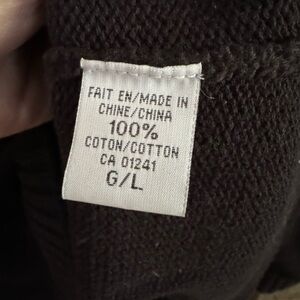 FAIT EN/MADE IN
CHINE/CHINA
100%
COTON/COTTON
CA 01241
G/L